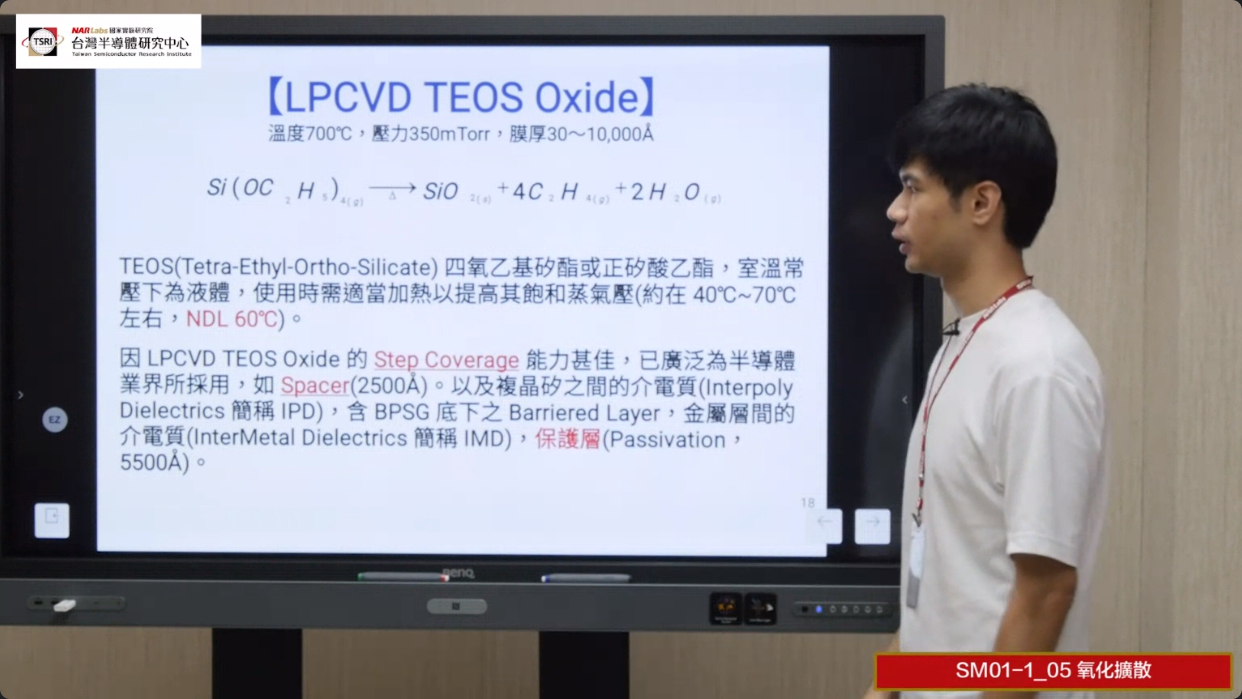 TSRI
NARLabs 國家實驗研究院
台灣半導體研究中心
Taiwan Semiconductor Research Institute
【LPCVD TEOS Oxide】
溫度700℃，壓力350mTorr，膜厚30～10,000Å
Si(OC₂H₅)₄₍g₎ ⟶ Δ SiO₂₍s₎+4C₂H₄₍g₎+2H₂O₍g₎
TEOS(Tetra-Ethyl-Ortho-Silicate) 四氧乙基矽酯或正矽酸乙酯，室溫常
壓下為液體，使用時需適當加熱以提高其飽和蒸氣壓(約在 40℃~70℃
左右，NDL 60℃)。
因 LPCVD TEOS Oxide 的 Step Coverage 能力甚佳，已廣泛為半導體
業界所採用，如 Spacer(2500Å)。以及複晶矽之間的介電質(Interpoly
Dielectrics 簡稱 IPD)，含 BPSG 底下之 Barriered Layer，金屬層間的
介電質(InterMetal Dielectrics 簡稱 IMD)，保護層(Passivation，
5500Å)。
18
EZ
BenQ
SM01-1_05 氧化擴散